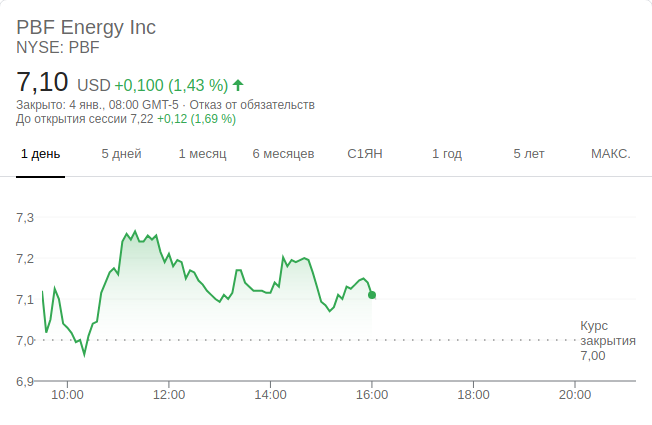 PBF Energy Inc
NYSE: PBF
7,10 USD +0,100 (1,43 %)
Закрыто: 4 янв., 08:00 GMT-5 · Отказ от обязательств
До открытия сессии 7,22 +0,12 (1,69 %)
1 день 5 дней 1 месяц 6 месяцев С1ЯН 1 год 5 лет МАКС.
7,3
7,2
7,1
7,0
6,9
Курс
закрытия
7,00
10:00 12:00 14:00 16:00 18:00 20:00